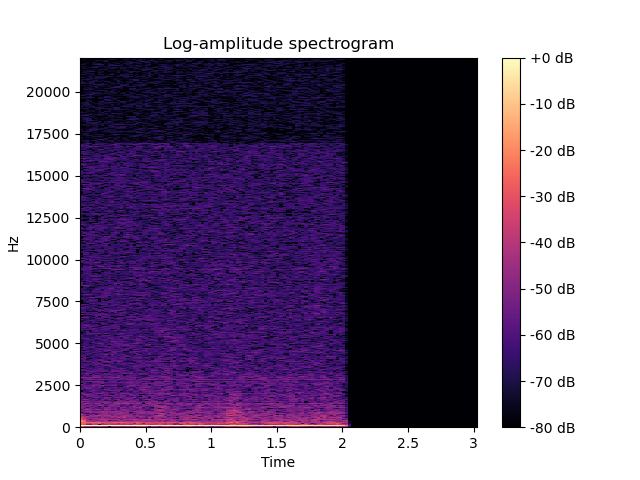 Log-amplitude spectrogram
Hz
20000
17500
15000
12500
10000
7500
5000
2500
0
0 0.5 1 1.5 2 2.5 3
Time
+0 dB
-10 dB
-20 dB
-30 dB
-40 dB
-50 dB
-60 dB
-70 dB
-80 dB